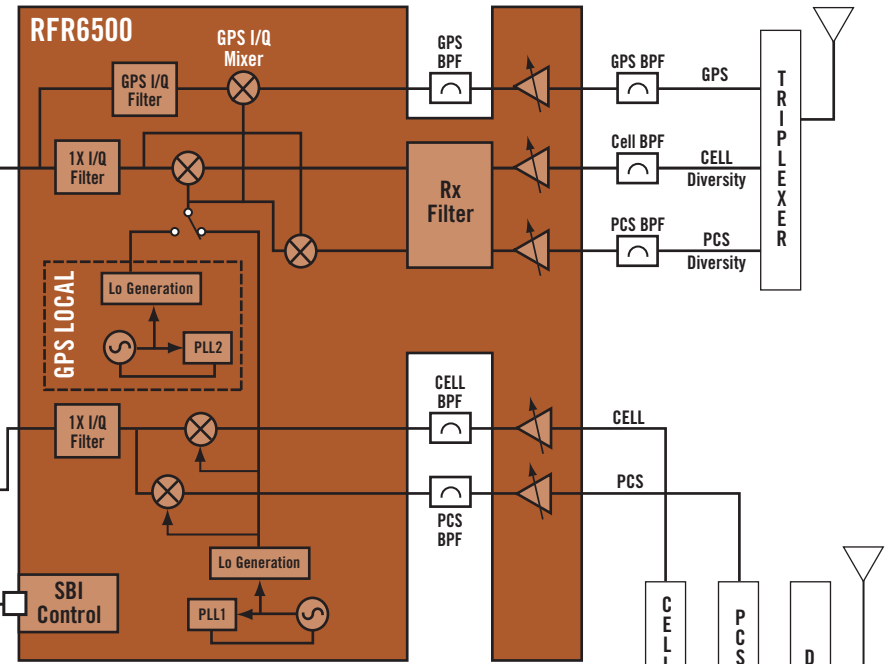 RFR6500
GPS I/Q
Mixer
GPS
BPF
GPS BPF
GPS
GPS I/Q
Filter
TRIPLEXER
1X I/Q
Filter
Rx
Filter
Cell BPF
CELL
Diversity
PCS BPF
PCS
Diversity
GPS LOCAL
Lo Generation
PLL2
CELL
BPF
CELL
1X I/Q
Filter
PCS
PCS
BPF
Lo Generation
SBI
Control
PLL1
CELL
PCS
D